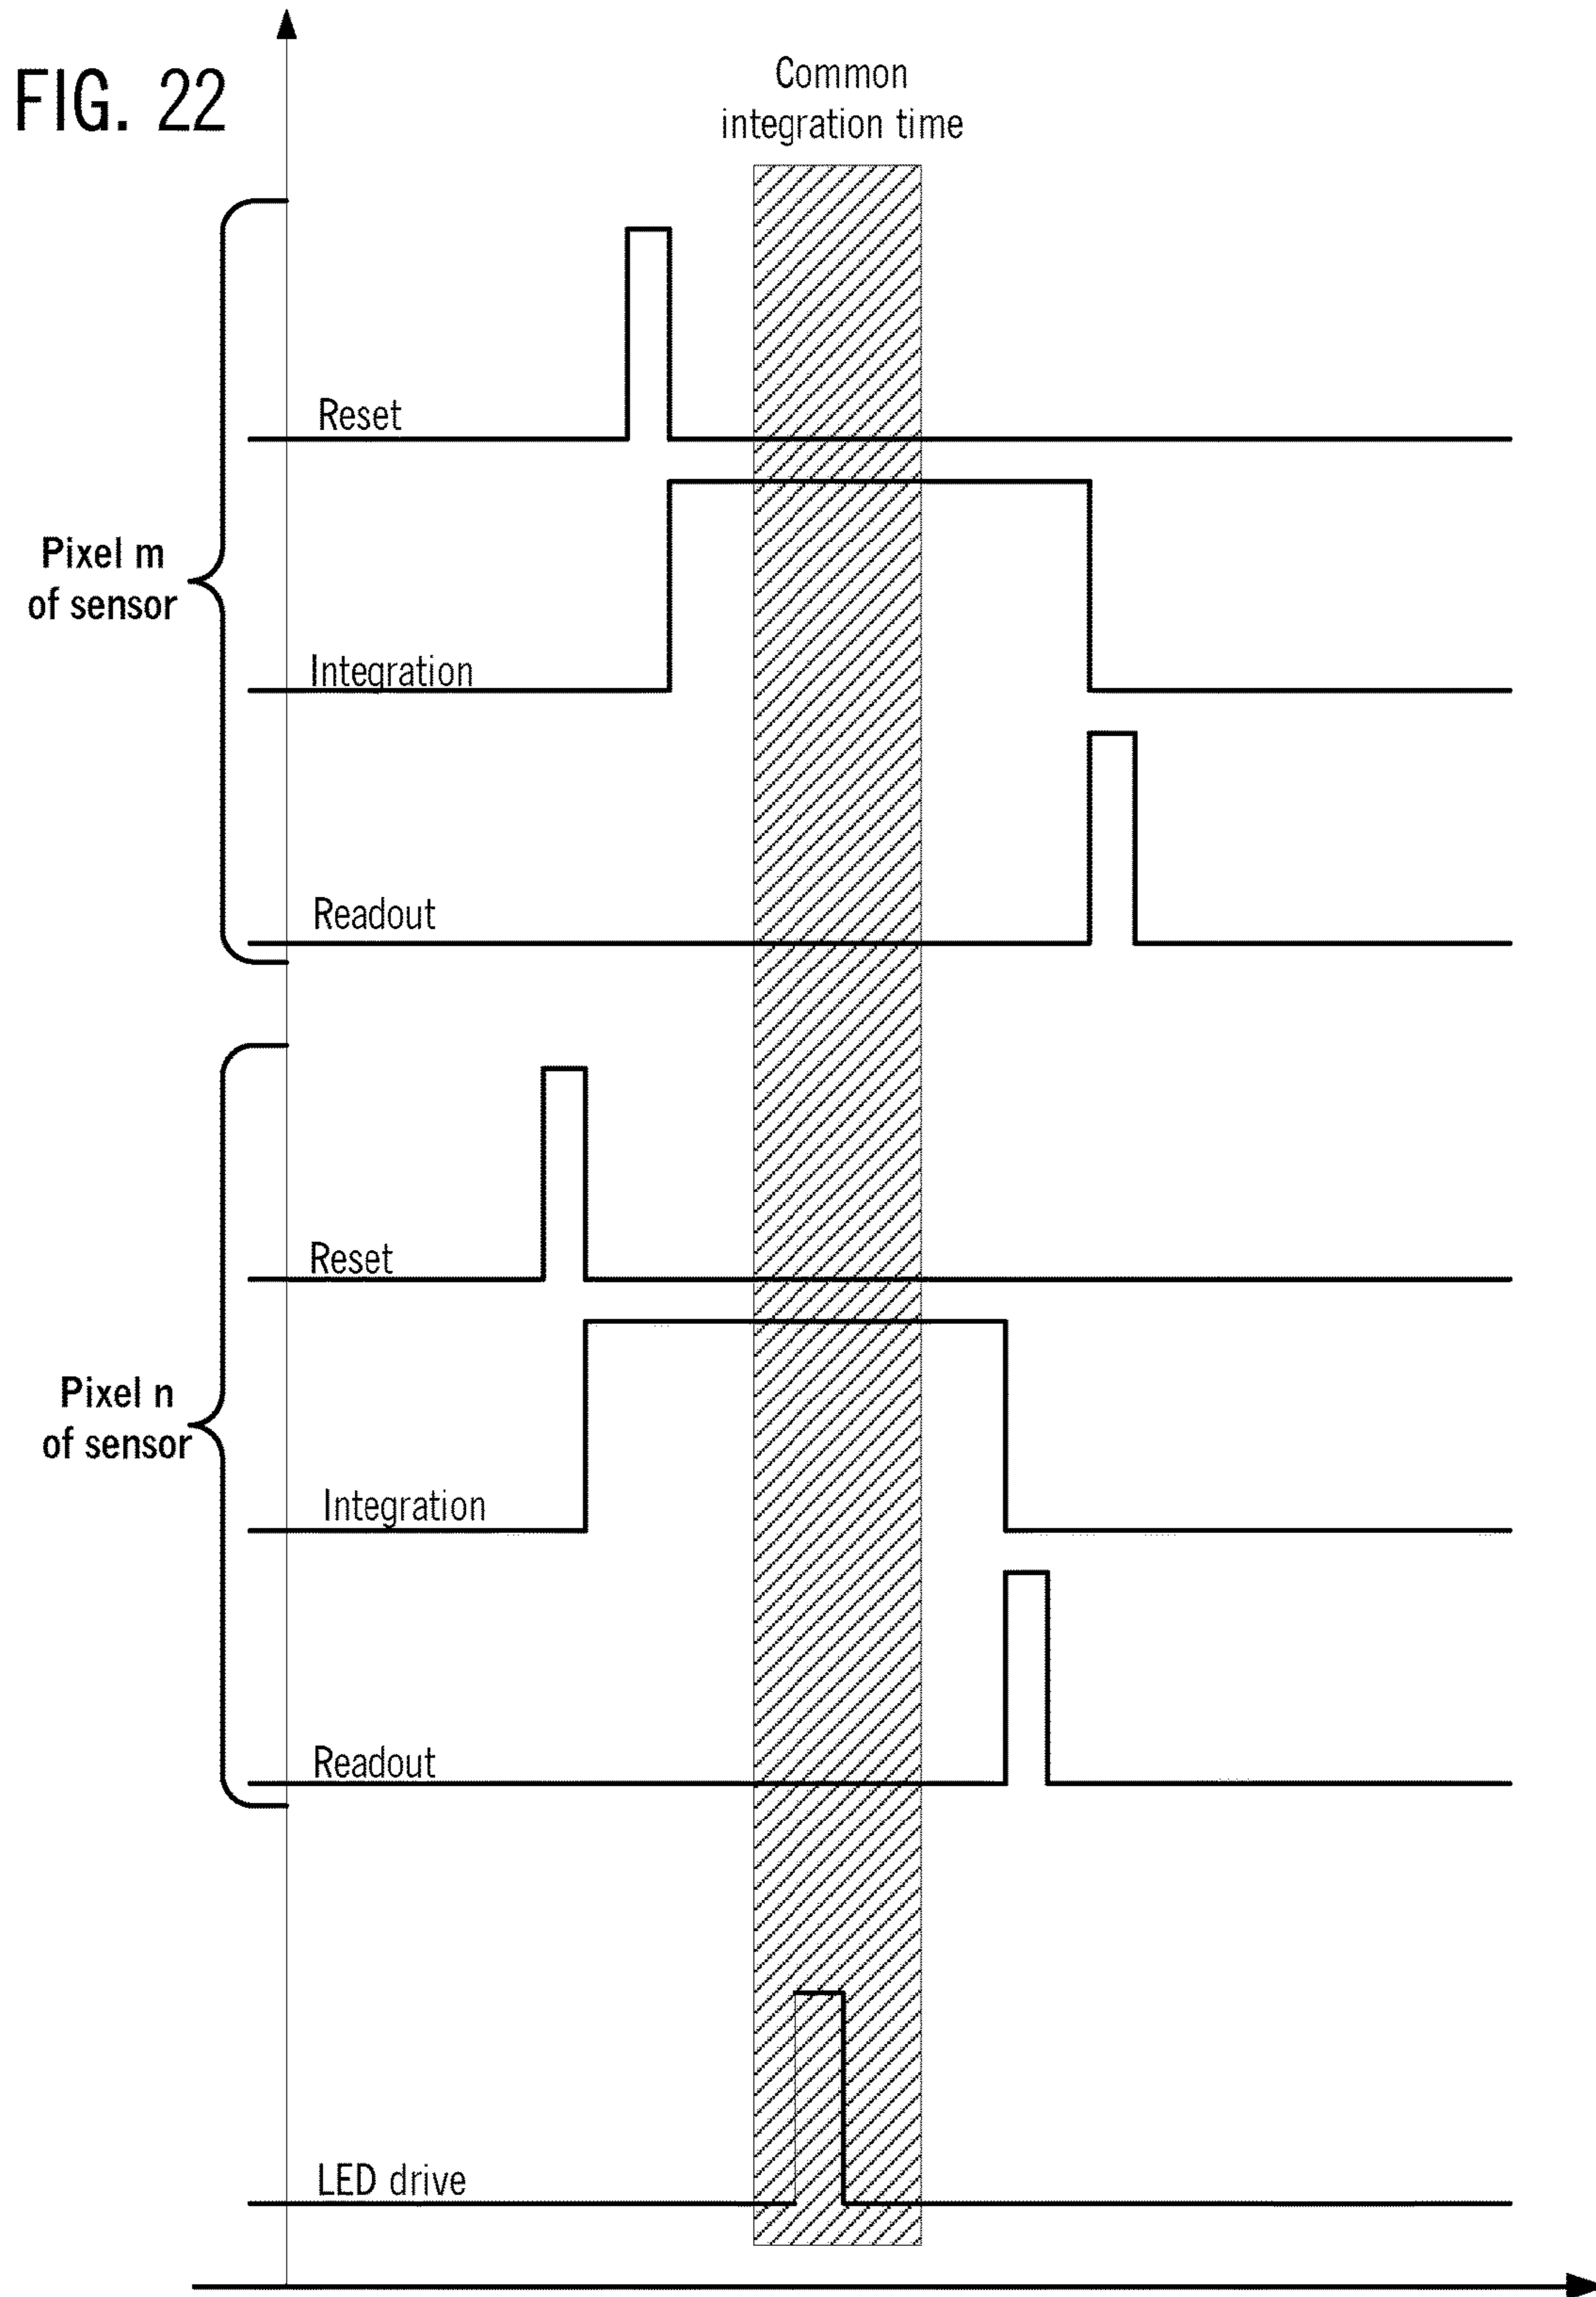 FIG. 22
Common
integration time
Reset
Pixel m
of sensor
Integration
Readout
Reset
Pixel n
of sensor
Integration
Readout
LED drive